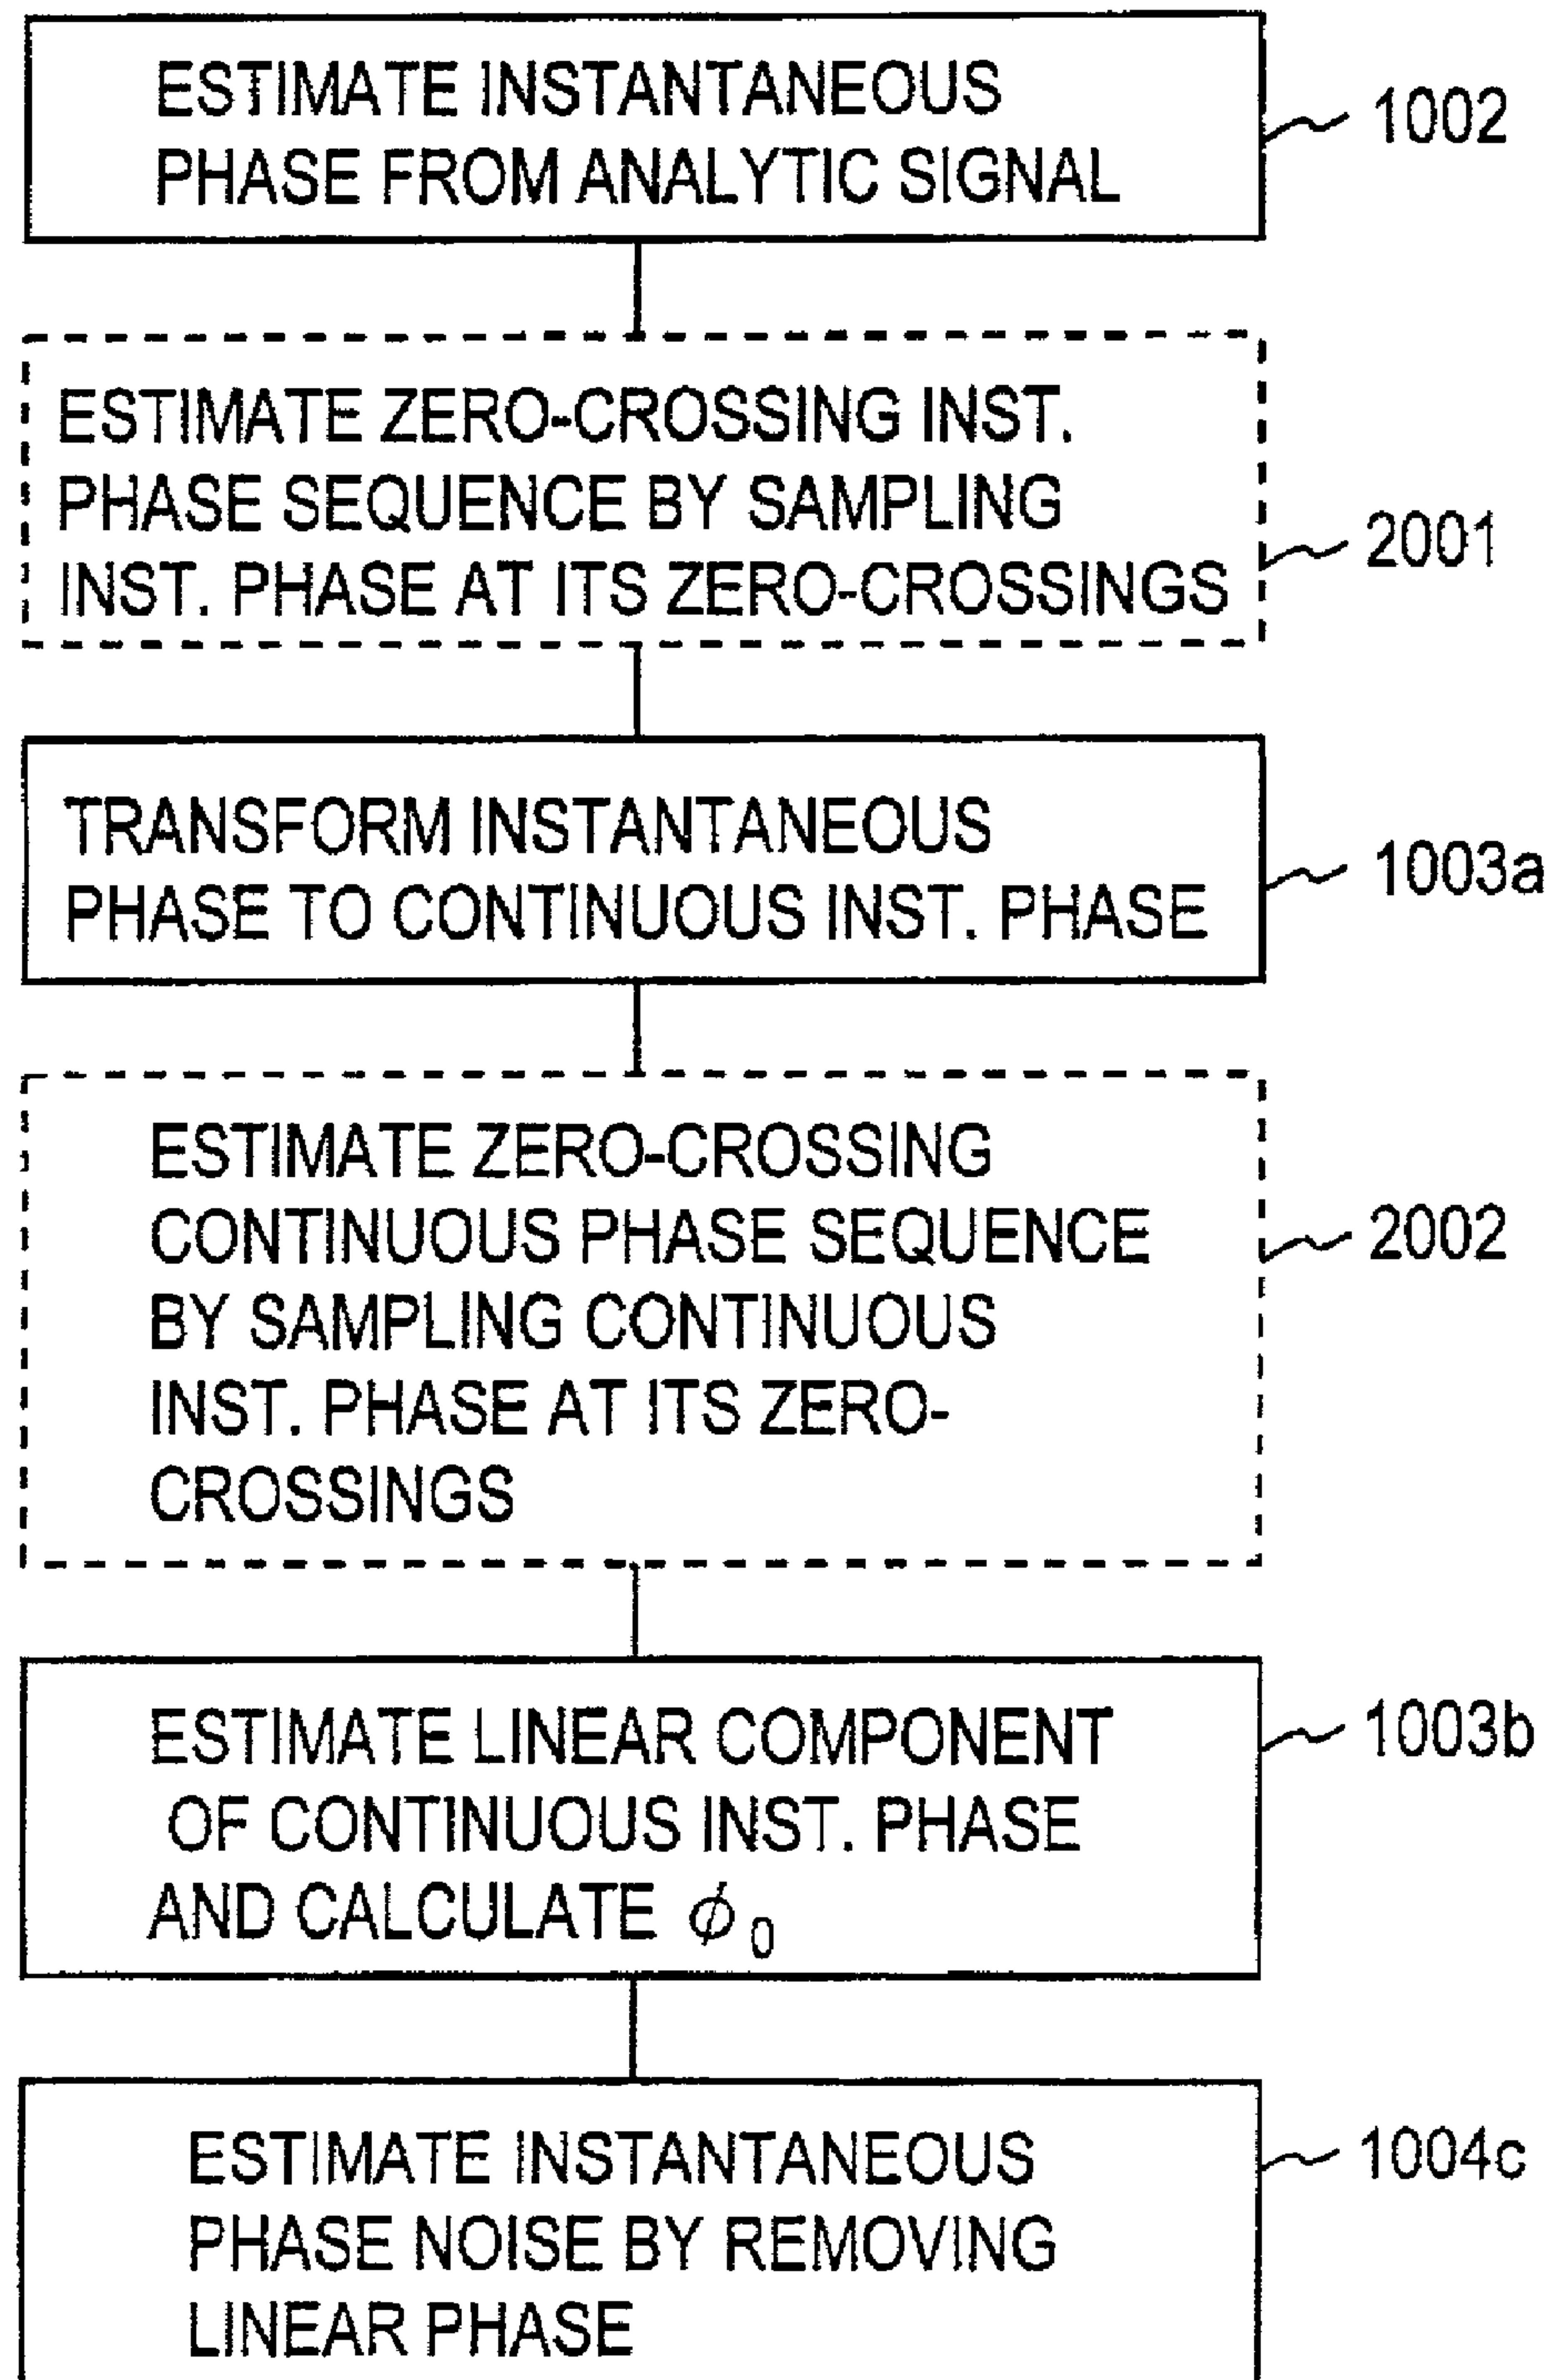 ESTIMATE INSTANTANEOUS
PHASE FROM ANALYTIC SIGNAL
1002
ESTIMATE ZERO-CROSSING INST.
PHASE SEQUENCE BY SAMPLING
INST. PHASE AT ITS ZERO-CROSSINGS
2001
TRANSFORM INSTANTANEOUS
PHASE TO CONTINUOUS INST. PHASE
1003a
ESTIMATE ZERO-CROSSING
CONTINUOUS PHASE SEQUENCE
BY SAMPLING CONTINUOUS
INST. PHASE AT ITS ZERO-
CROSSINGS
2002
ESTIMATE LINEAR COMPONENT
OF CONTINUOUS INST. PHASE
AND CALCULATE ϕ₀
1003b
ESTIMATE INSTANTANEOUS
PHASE NOISE BY REMOVING
LINEAR PHASE
1004c